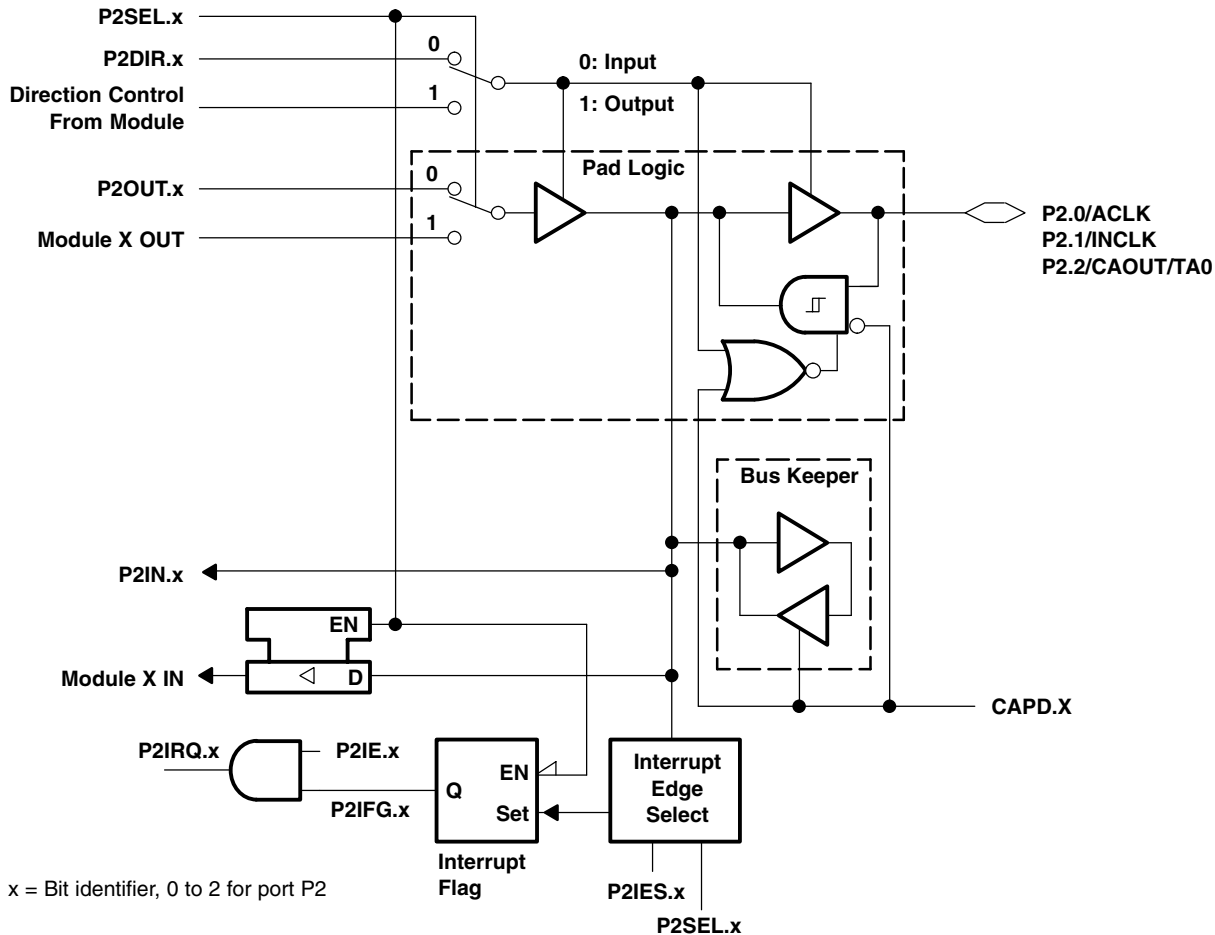 P2SEL.x
P2DIR.x
0
0: Input
Direction Control
From Module
1
1: Output
Pad Logic
P2OUT.x
0
Module X OUT
1
P2.0/ACLK
P2.1/INCLK
P2.2/CAOUT/TA0
Bus Keeper
P2IN.x
EN
Module X IN
D
CAPD.X
P2IRQ.x
P2IE.x
P2IFG.x
Q
EN
Set
Interrupt
Flag
Interrupt
Edge
Select
P2IES.x
P2SEL.x
x = Bit identifier, 0 to 2 for port P2